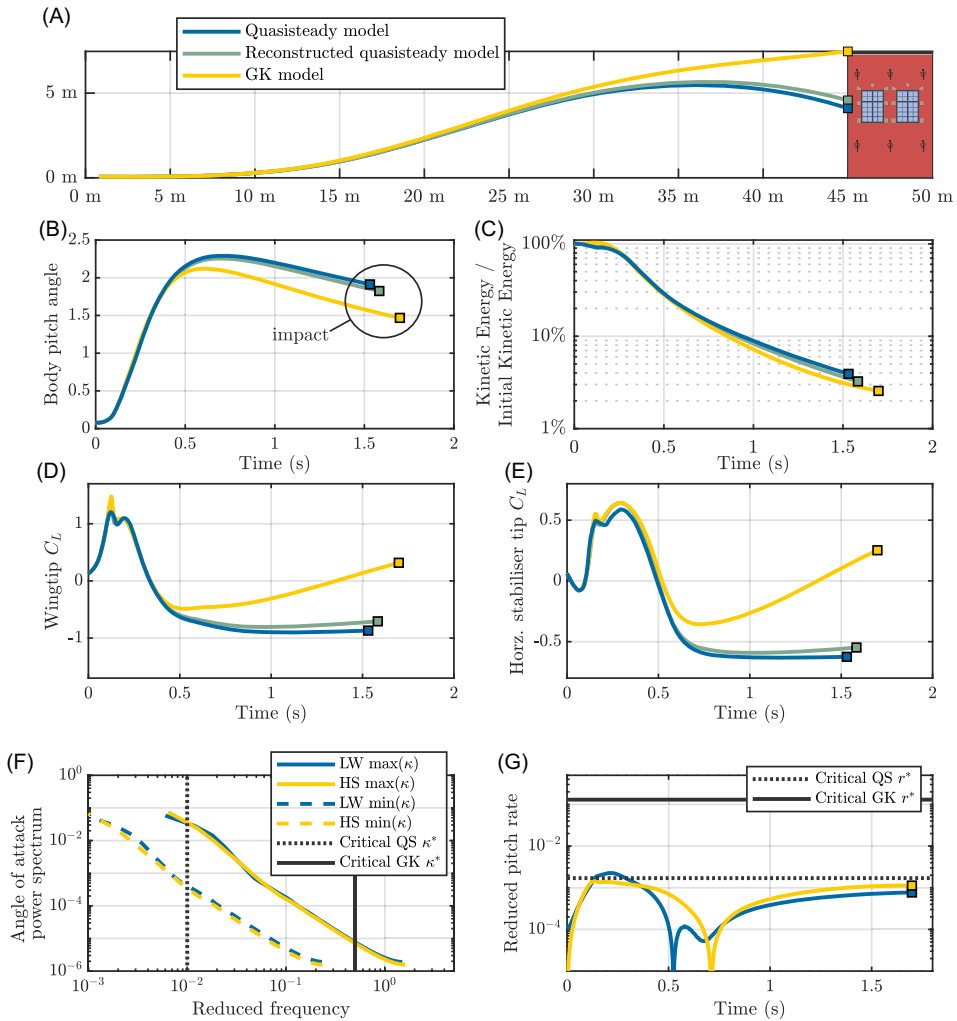 (A)
Quasisteady model
Reconstructed quasisteady model
GK model
5 m
0 m
0 m 5 m 10 m 15 m 20 m 25 m 30 m 35 m 40 m 45 m 50 m
(B)
Body pitch angle
2.5
2
1.5
1
0.5
0
impact
0 0.5 1 1.5 2
Time (s)
(C)
Kinetic Energy /
Initial Kinetic Energy
100%
10%
1%
0 0.5 1 1.5 2
Time (s)
(D)
Wingtip C_L
1
0
-1
0 0.5 1 1.5 2
Time (s)
(E)
Horz. stabiliser tip C_L
0.5
0
-0.5
0 0.5 1 1.5 2
Time (s)
(F)
Angle of attack
power spectrum
10^0
10^-2
10^-4
10^-6
LW max(κ)
HS max(κ)
LW min(κ)
HS min(κ)
Critical QS κ*
Critical GK κ*
10^-3 10^-2 10^-1 10^0
Reduced frequency
(G)
Reduced pitch rate
10^-2
10^-4
Critical QS r*
Critical GK r*
0 0.5 1 1.5
Time (s)